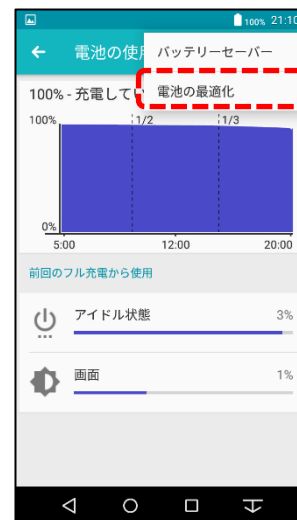 100% 21:10
電池の使
バッテリーセーバー
電池の最適化
100% - 充電して
100%
1/2
1/3
0%
5:00 12:00 20:00
前回のフル充電から使用
アイドル状態 3%
画面 1%